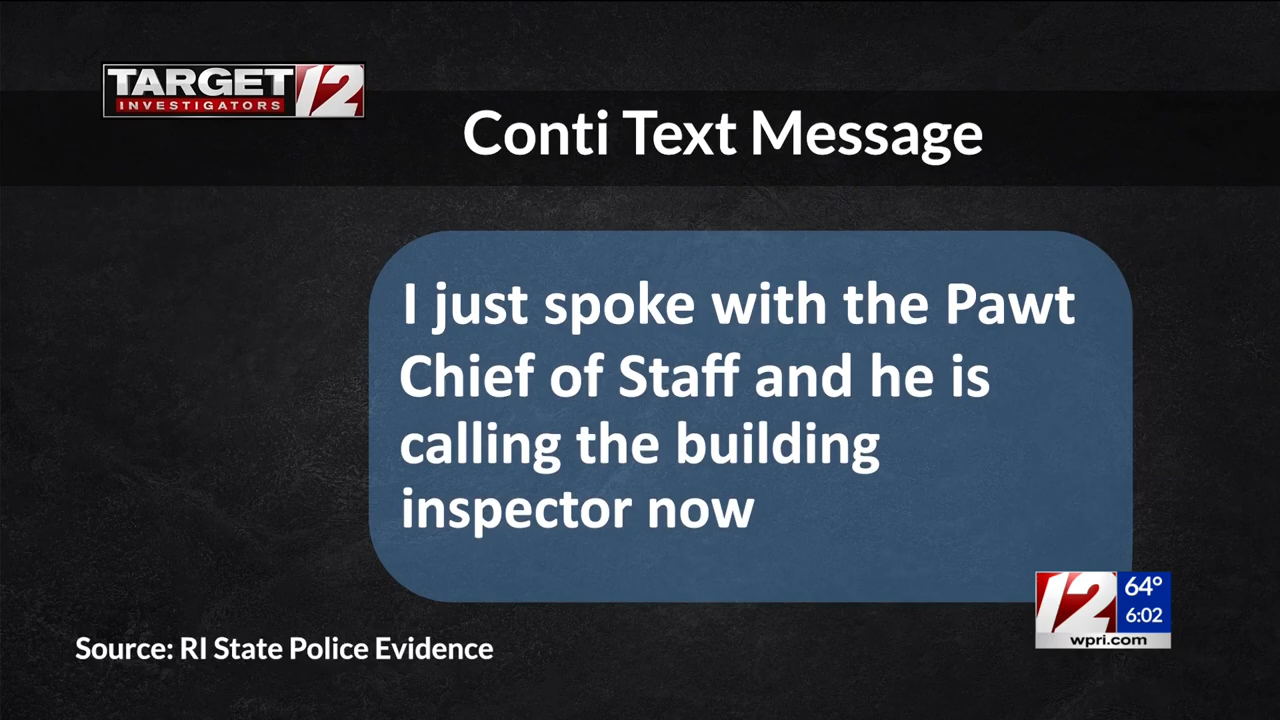 TARGET 12
INVESTIGATORS
Conti Text Message
I just spoke with the Pawt
Chief of Staff and he is
calling the building
inspector now
12
64°
6:02
wpri.com
Source: RI State Police Evidence